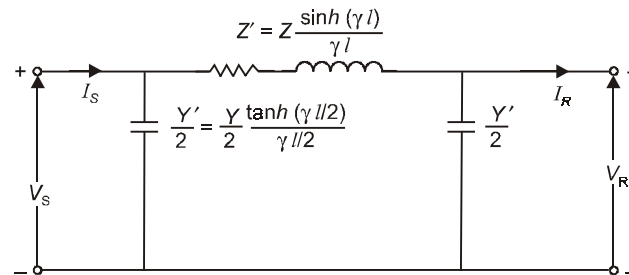 Z′ = Z sinh (γ l) / γ l
+
I_S
I_R
Y′/2 = Y/2 tanh (γ l/2) / γ l/2
Y′/2
V_S
V_R
–